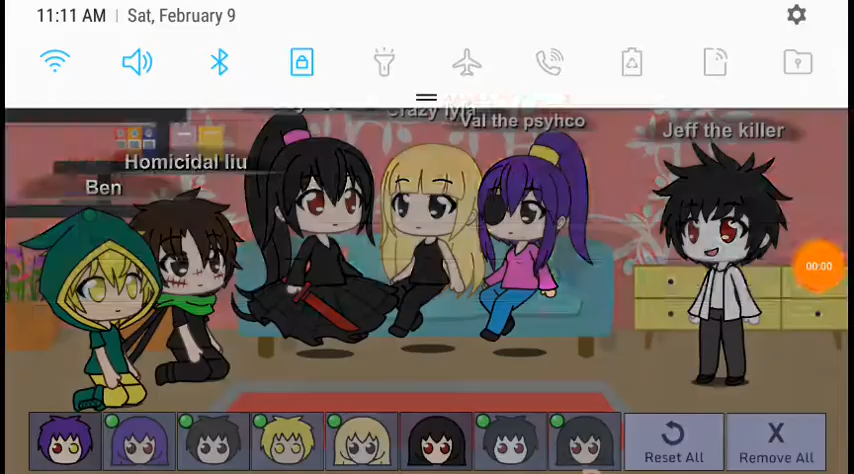 11:11 AM | Sat, February 9
Crazy lyla
Val the psyhco
Jeff the killer
Homicidal liu
Ben
00:00
Reset All
X
Remove All